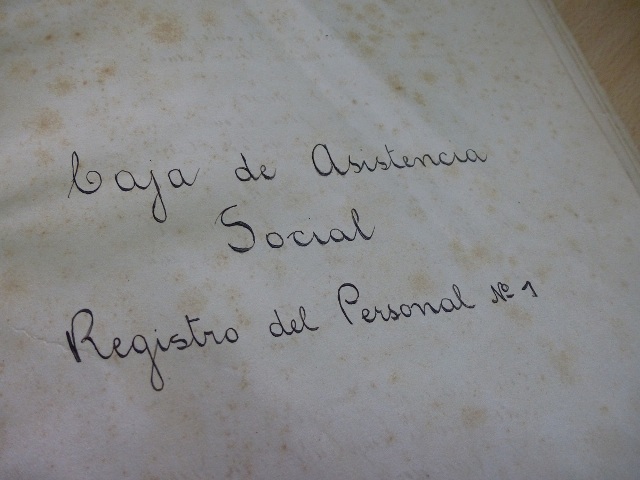 Caja de Asistencia
Social
Registro del Personal Nº 1